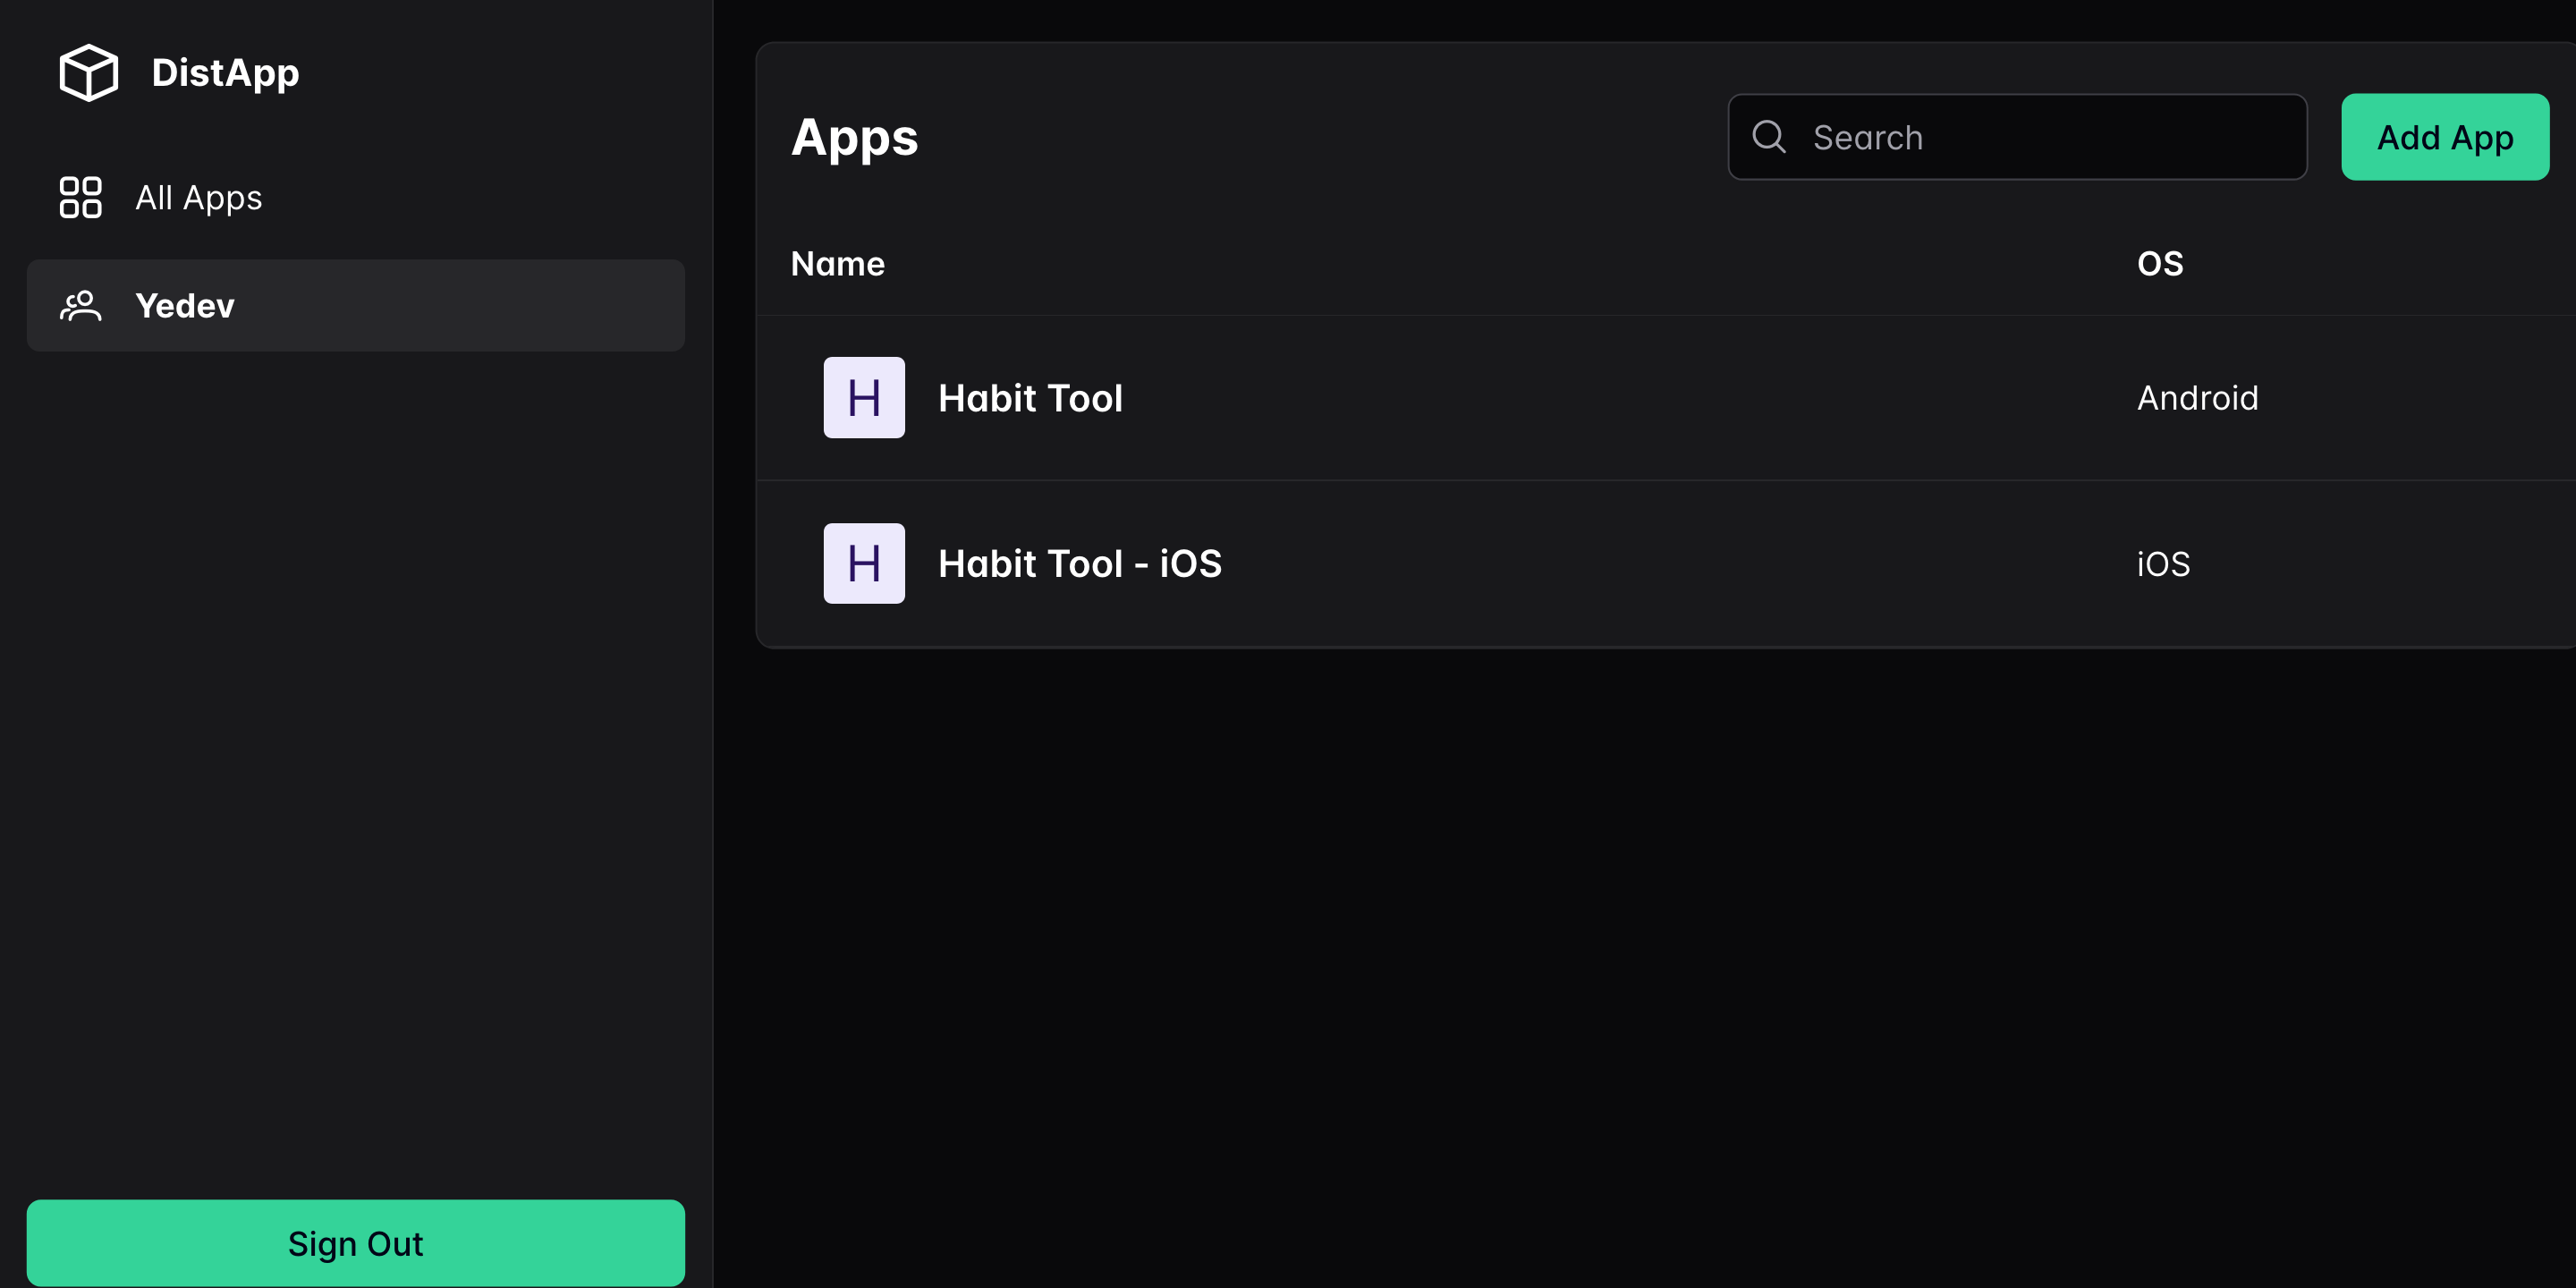 DistApp
All Apps
Yedev
Sign Out
Apps
Search
Add App
Name
OS
H
Habit Tool
Android
H
Habit Tool - iOS
iOS